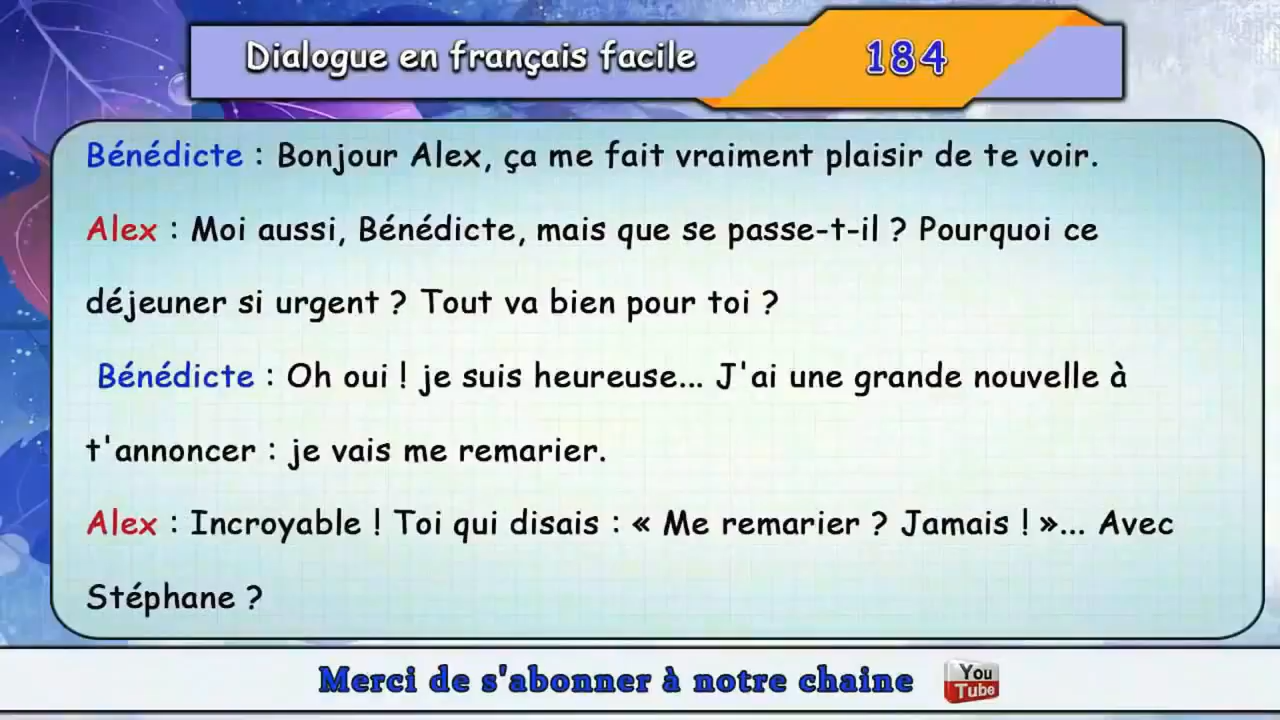 Dialogue en français facile 184
Bénédicte : Bonjour Alex, ça me fait vraiment plaisir de te voir.
Alex : Moi aussi, Bénédicte, mais que se passe-t-il ? Pourquoi ce
déjeuner si urgent ? Tout va bien pour toi ?
Bénédicte : Oh oui ! je suis heureuse... J'ai une grande nouvelle à
t'annoncer : je vais me remarier.
Alex : Incroyable ! Toi qui disais : « Me remarier ? Jamais ! »... Avec
Stéphane ?
Merci de s'abonner à notre chaine
You
Tube